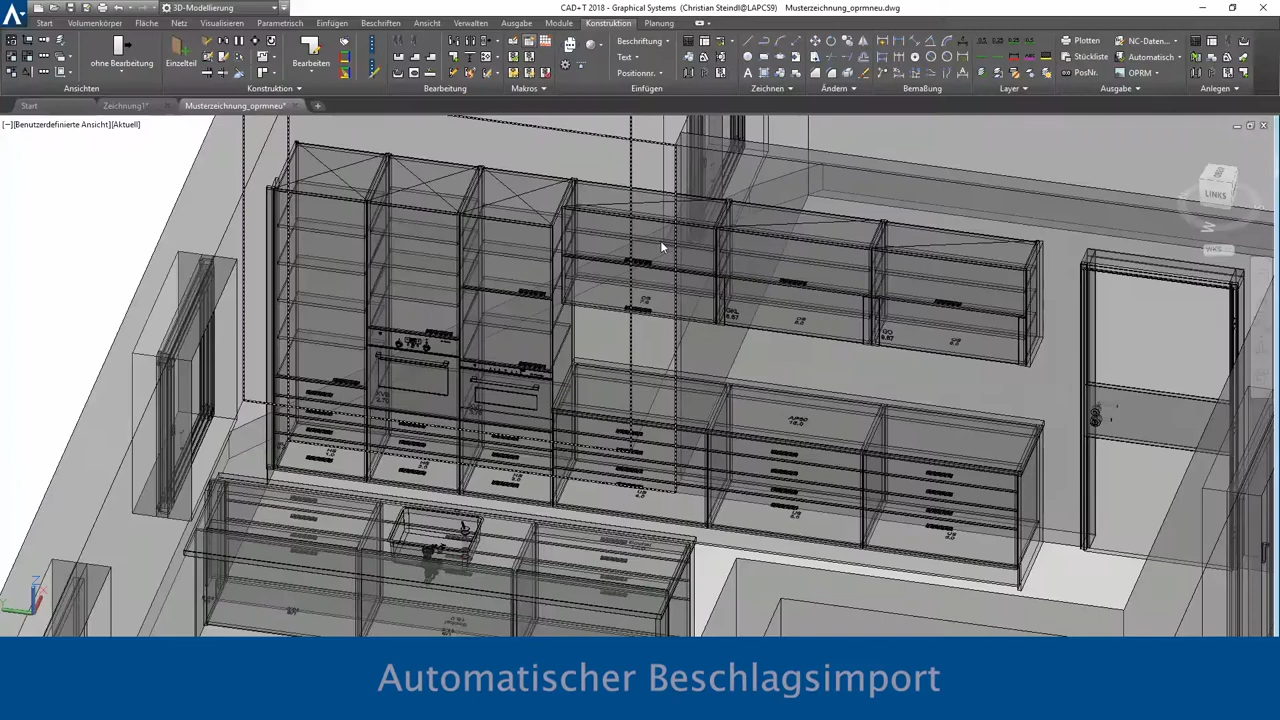 3D-Modellierung
CAD+T 2018 - Graphical Systems (Christian Steindl@LAPCS9) Musterzeichnung_oprmneu.dwg
Start Volumenkörper Fläche Netz Visualisieren Parametrisch Einfügen Beschriften Ansicht Verwalten Ausgabe Module Konstruktion Planung
ohne Bearbeitung
Einzelteil
Bearbeiten
Beschriftung
Text
Positionnr.
Plotten
Stückliste
PosNr.
NC-Daten...
Automatisch
OPRM
Ansichten Konstruktion Bearbeitung Makros Einfügen Zeichnen Ändern Bemaßung Layer Ausgabe Anlegen
Start Zeichnung1* Musterzeichnung_oprmneu*
[−][Benutzerdefinierte Ansicht][Aktuell]
LINKS
WKS
Z
Automatischer Beschlagsimport